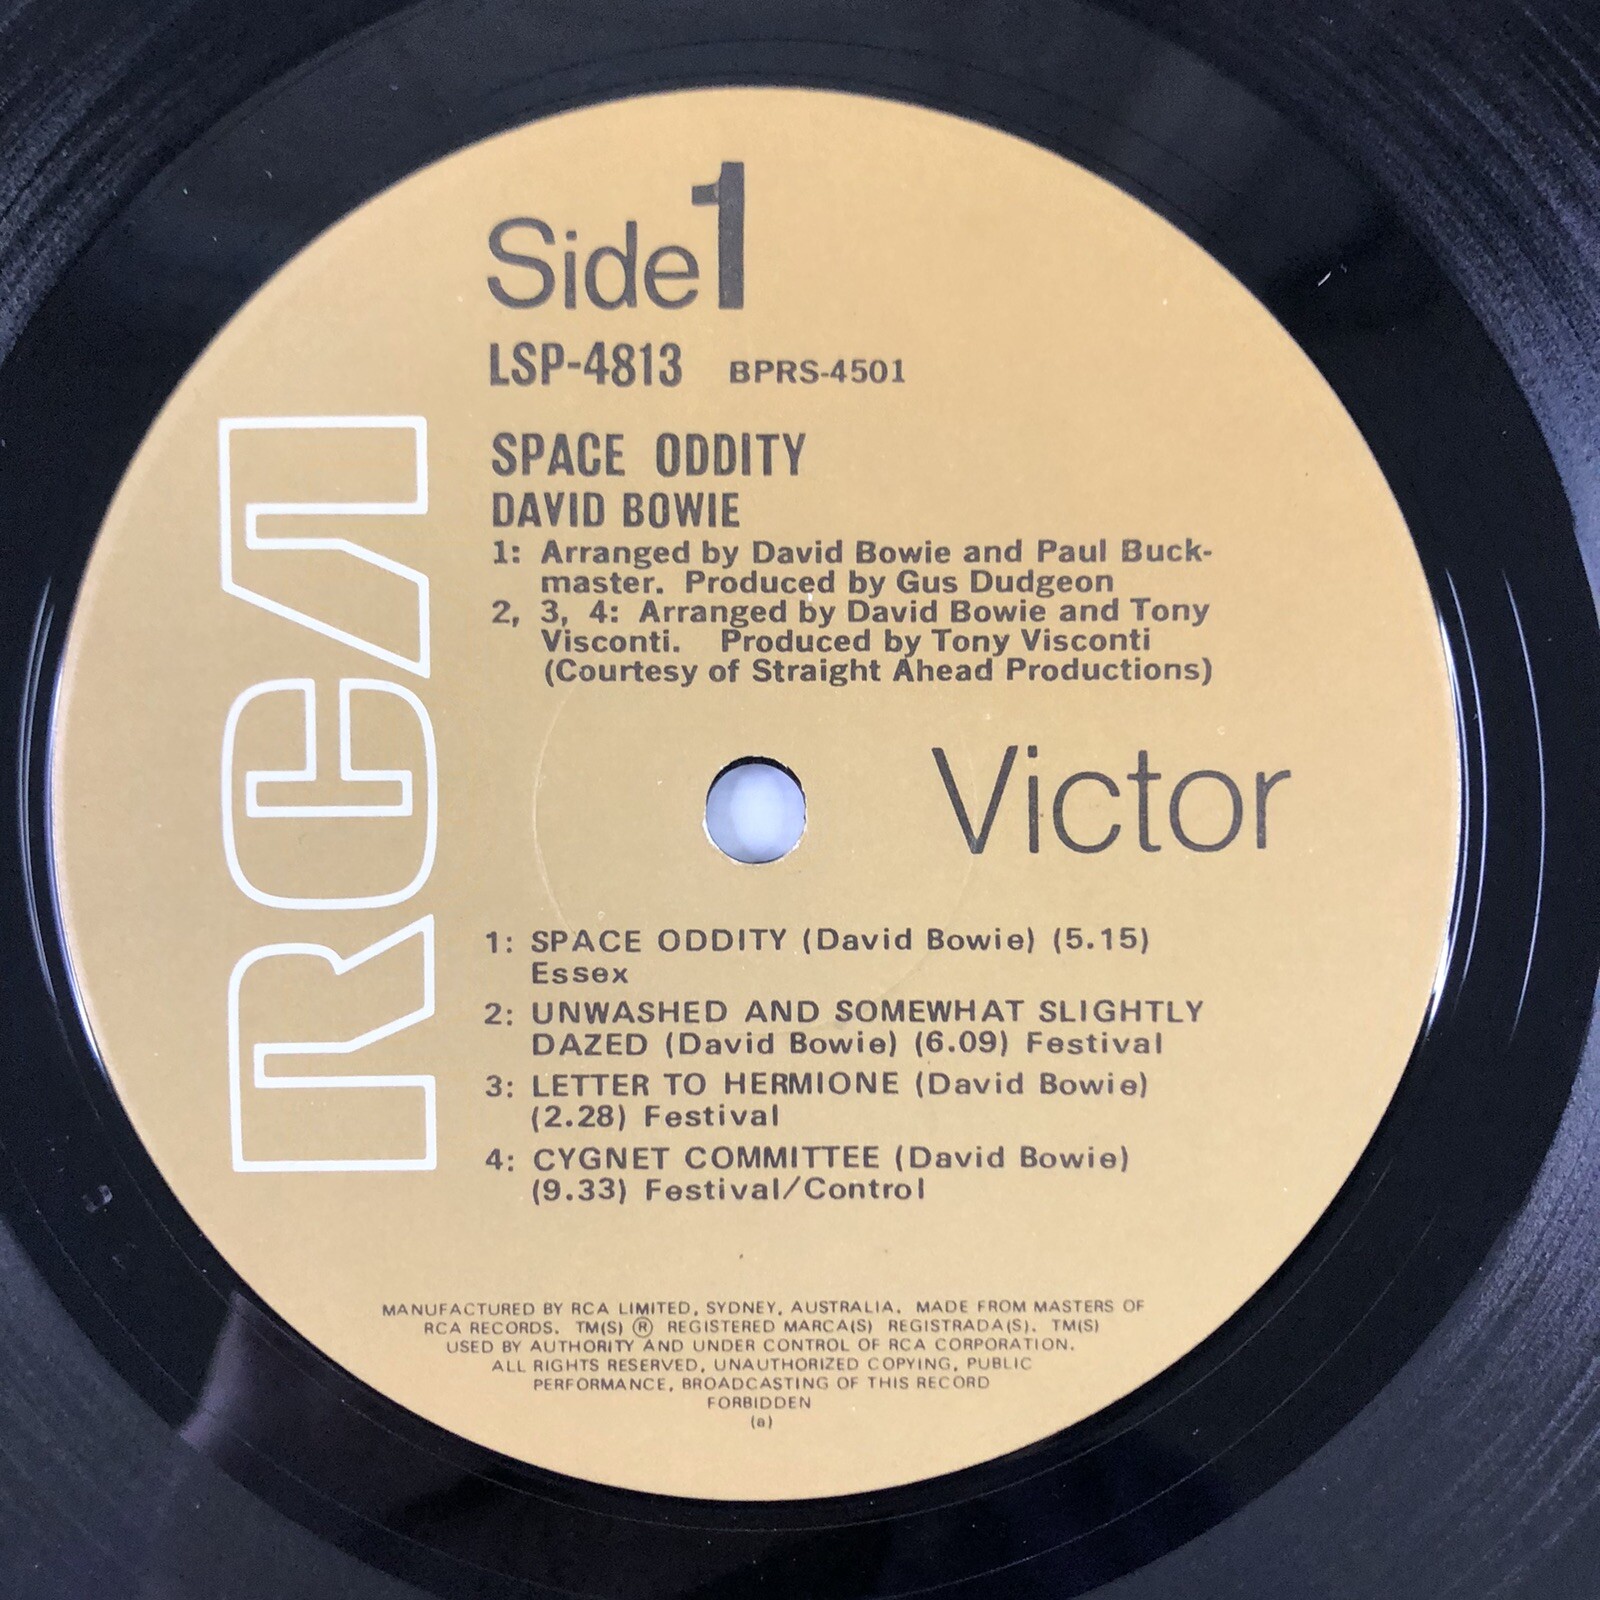 Side 1
LSP-4813 BPRS-4501
SPACE ODDITY
DAVID BOWIE
1: Arranged by David Bowie and Paul Buck-
master. Produced by Gus Dudgeon
2, 3, 4: Arranged by David Bowie and Tony
Visconti. Produced by Tony Visconti
(Courtesy of Straight Ahead Productions)
RCA
Victor
1: SPACE ODDITY (David Bowie) (5.15)
Essex
2: UNWASHED AND SOMEWHAT SLIGHTLY
DAZED (David Bowie) (6.09) Festival
3: LETTER TO HERMIONE (David Bowie)
(2.28) Festival
4: CYGNET COMMITTEE (David Bowie)
(9.33) Festival/Control
MANUFACTURED BY RCA LIMITED, SYDNEY, AUSTRALIA. MADE FROM MASTERS OF
RCA RECORDS. TM(S) ® REGISTERED MARCA(S) REGISTRADA(S). TM(S)
USED BY AUTHORITY AND UNDER CONTROL OF RCA CORPORATION.
ALL RIGHTS RESERVED, UNAUTHORIZED COPYING, PUBLIC
PERFORMANCE, BROADCASTING OF THIS RECORD
FORBIDDEN
(a)